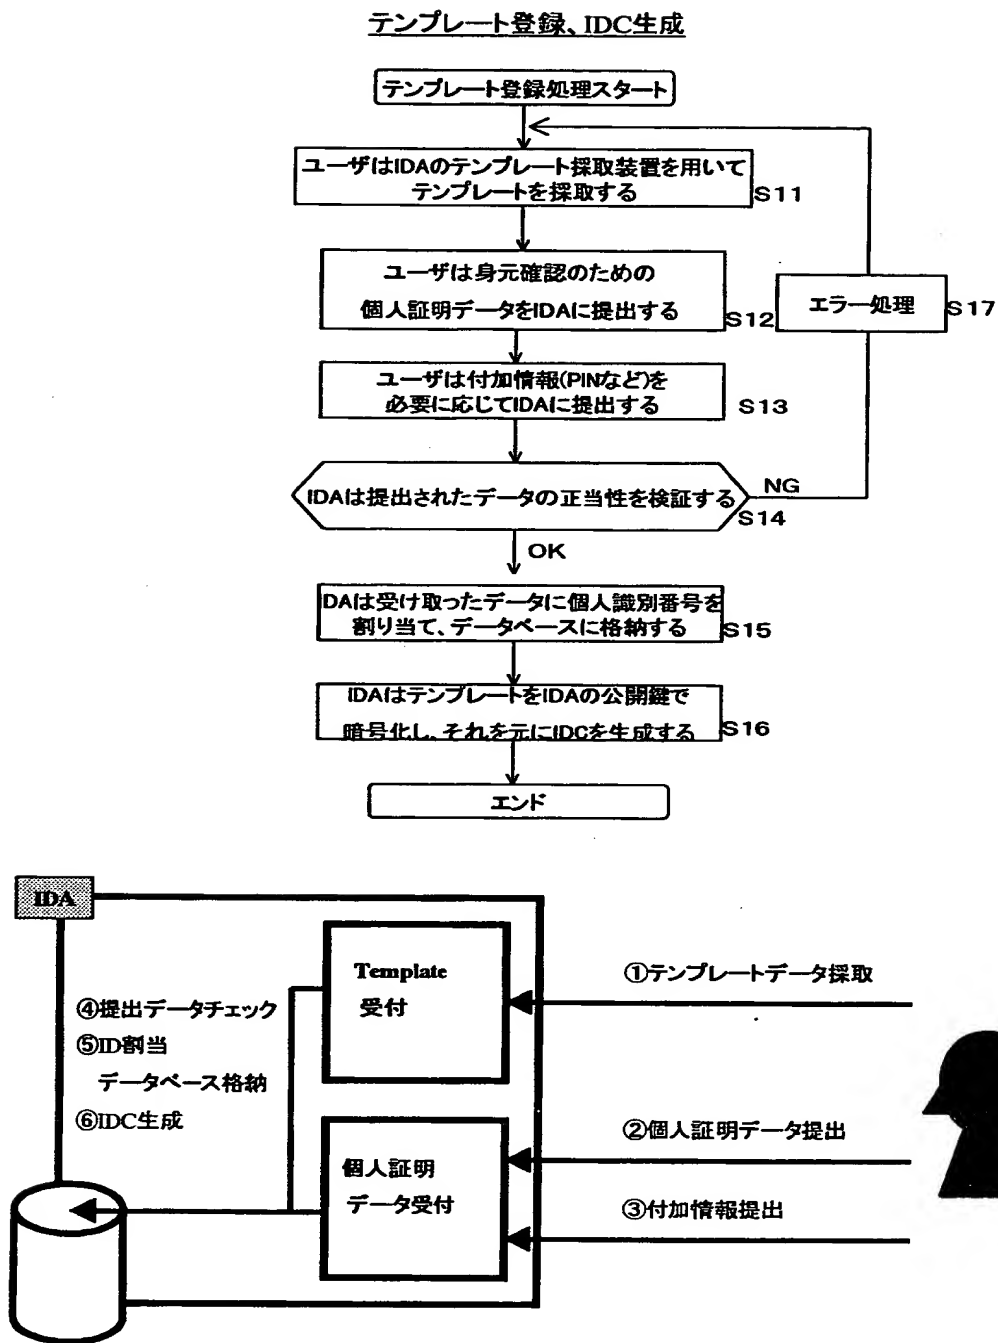 テンプレート登録、IDC生成
テンプレート登録処理スタート
ユーザはIDAのテンプレート採取装置を用いて
テンプレートを採取する
S11
ユーザは身元確認のための
個人証明データをIDAに提出する
S12
エラー処理
S17
ユーザは付加情報(PINなど)を
必要に応じてIDAに提出する
S13
IDAは提出されたデータの正当性を検証する
S14
NG
OK
IDAは受け取ったデータに個人識別番号を
割り当て、データベースに格納する
S15
IDAはテンプレートをIDAの公開鍵で
暗号化し、それを元にIDCを生成する
S16
エンド
IDA
Template
受付
①テンプレートデータ採取
④提出データチェック
⑤ID割当
データベース格納
⑥IDC生成
個人証明
データ受付
②個人証明データ提出
③付加情報提出